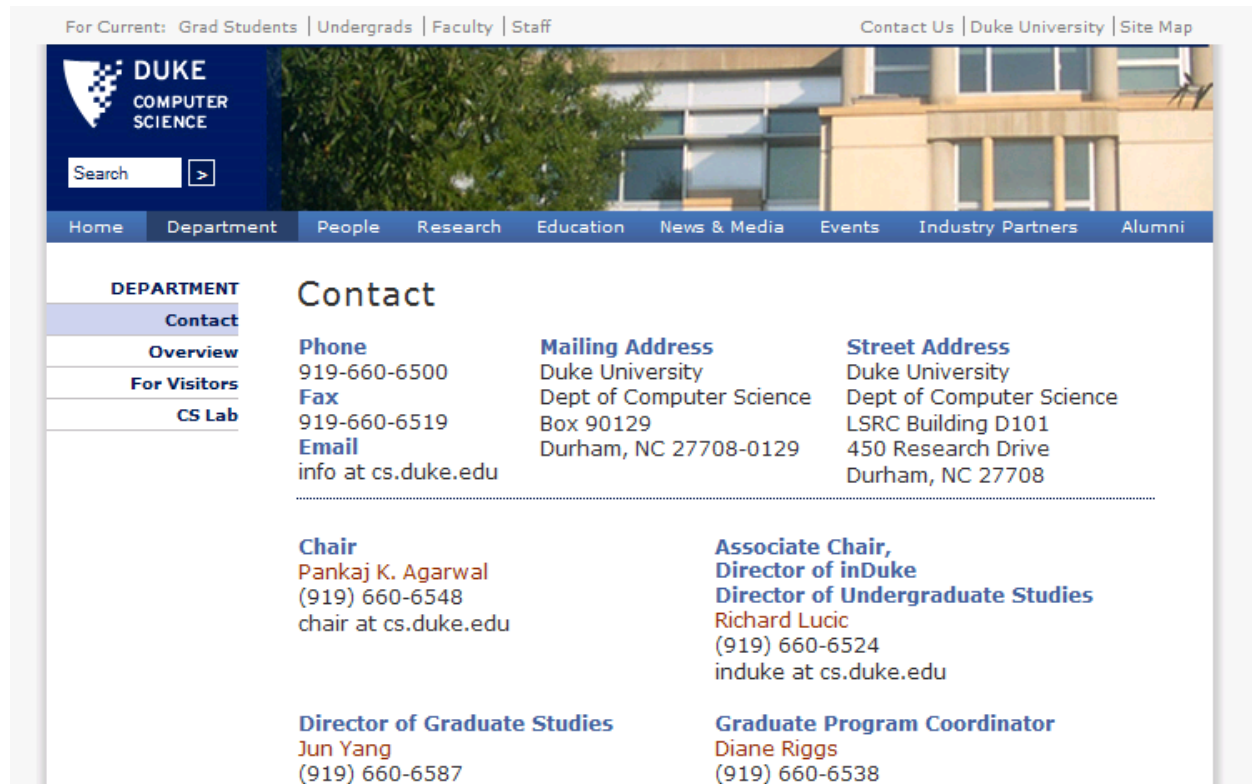 For Current: Grad Students | Undergrads | Faculty | Staff
Contact Us | Duke University | Site Map
DUKE
COMPUTER
SCIENCE
Search >
Home Department People Research Education News & Media Events Industry Partners Alumni
DEPARTMENT
Contact
Overview
For Visitors
CS Lab
Contact
Phone
919-660-6500
Fax
919-660-6519
Email
info at cs.duke.edu
Mailing Address
Duke University
Dept of Computer Science
Box 90129
Durham, NC 27708-0129
Street Address
Duke University
Dept of Computer Science
LSRC Building D101
450 Research Drive
Durham, NC 27708
Chair
Pankaj K. Agarwal
(919) 660-6548
chair at cs.duke.edu
Associate Chair,
Director of inDuke
Director of Undergraduate Studies
Richard Lucic
(919) 660-6524
induke at cs.duke.edu
Director of Graduate Studies
Jun Yang
(919) 660-6587
Graduate Program Coordinator
Diane Riggs
(919) 660-6538